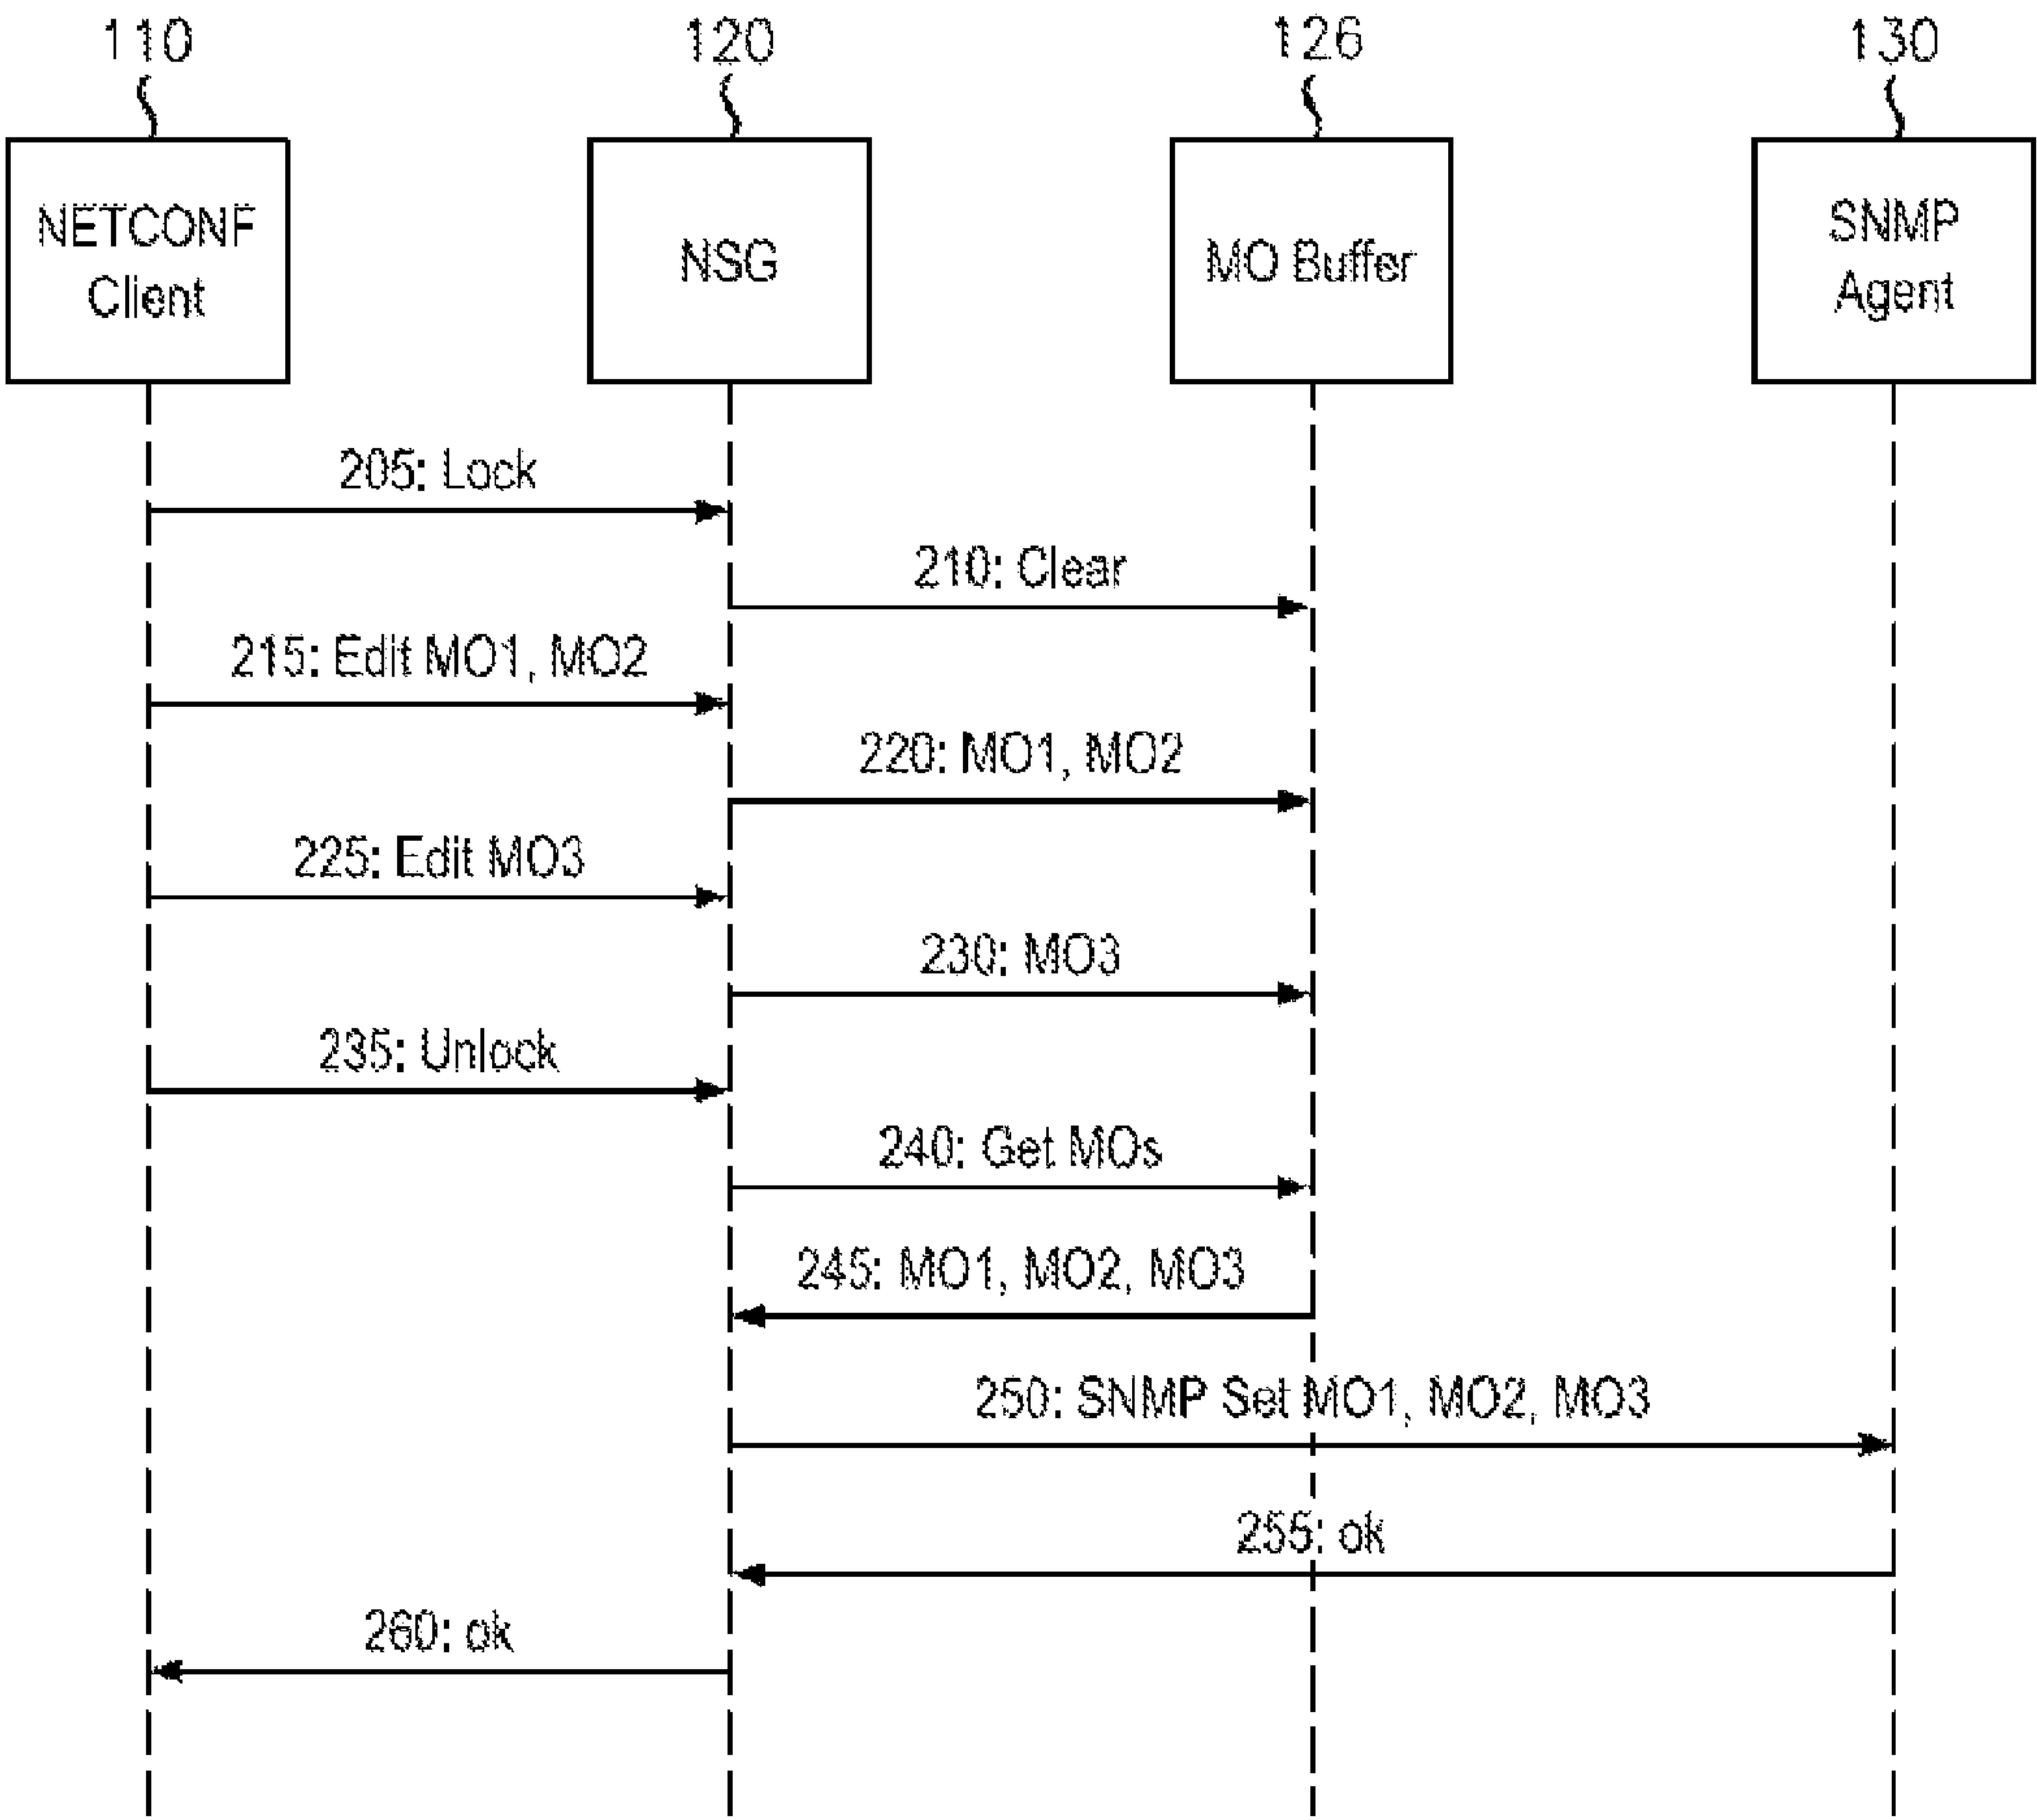 110
120
126
130
NETCONF
Client
NSG
MO Buffer
SNMP
Agent
205: Lock
210: Clear
215: Edit MO1, MO2
220: MO1, MO2
225: Edit MO3
230: MO3
235: Unlock
240: Get MOs
245: MO1, MO2, MO3
250: SNMP Set MO1, MO2, MO3
255: ok
260: ok